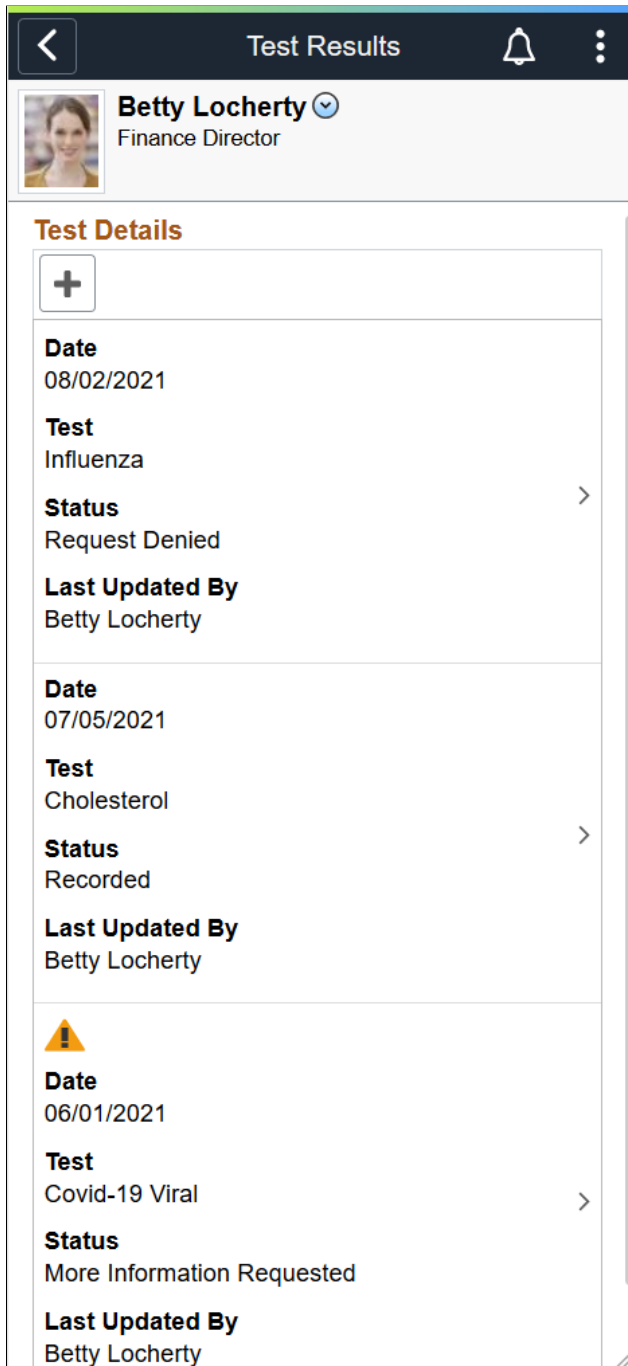 Test Results
Betty Locherty
Finance Director
Test Details
Date
08/02/2021
Test
Influenza
Status
Request Denied
Last Updated By
Betty Locherty
Date
07/05/2021
Test
Cholesterol
Status
Recorded
Last Updated By
Betty Locherty
Date
06/01/2021
Test
Covid-19 Viral
Status
More Information Requested
Last Updated By
Betty Locherty